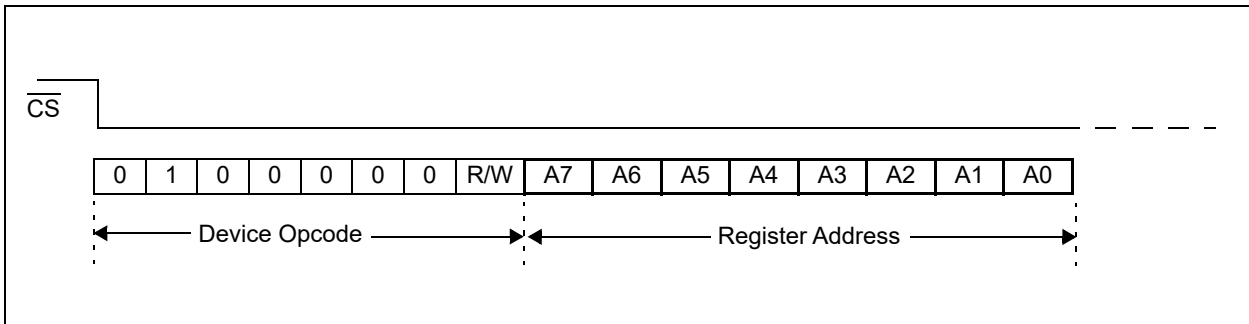 CS
0 1 0 0 0 0 0 R/W A7 A6 A5 A4 A3 A2 A1 A0
Device Opcode Register Address